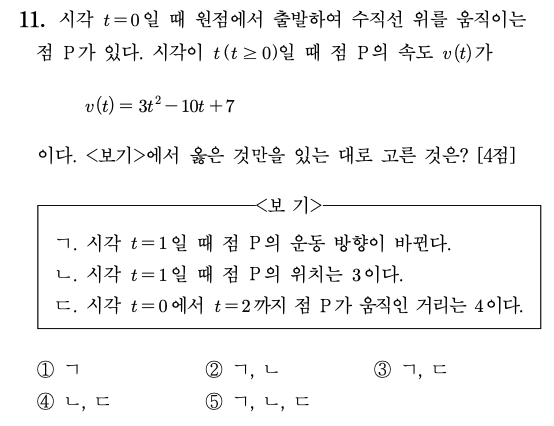 11. 시각 t=0일 때 원점에서 출발하여 수직선 위를 움직이는
점 P가 있다. 시각이 t(t≥0)일 때 점 P의 속도 v(t)가
v(t)=3t²−10t+7
이다. <보기>에서 옳은 것만을 있는 대로 고른 것은? [4점]
<보 기>
ㄱ. 시각 t=1일 때 점 P의 운동 방향이 바뀐다.
ㄴ. 시각 t=1일 때 점 P의 위치는 3이다.
ㄷ. 시각 t=0에서 t=2까지 점 P가 움직인 거리는 4이다.
① ㄱ ② ㄱ, ㄴ ③ ㄱ, ㄷ
④ ㄴ, ㄷ ⑤ ㄱ, ㄴ, ㄷ